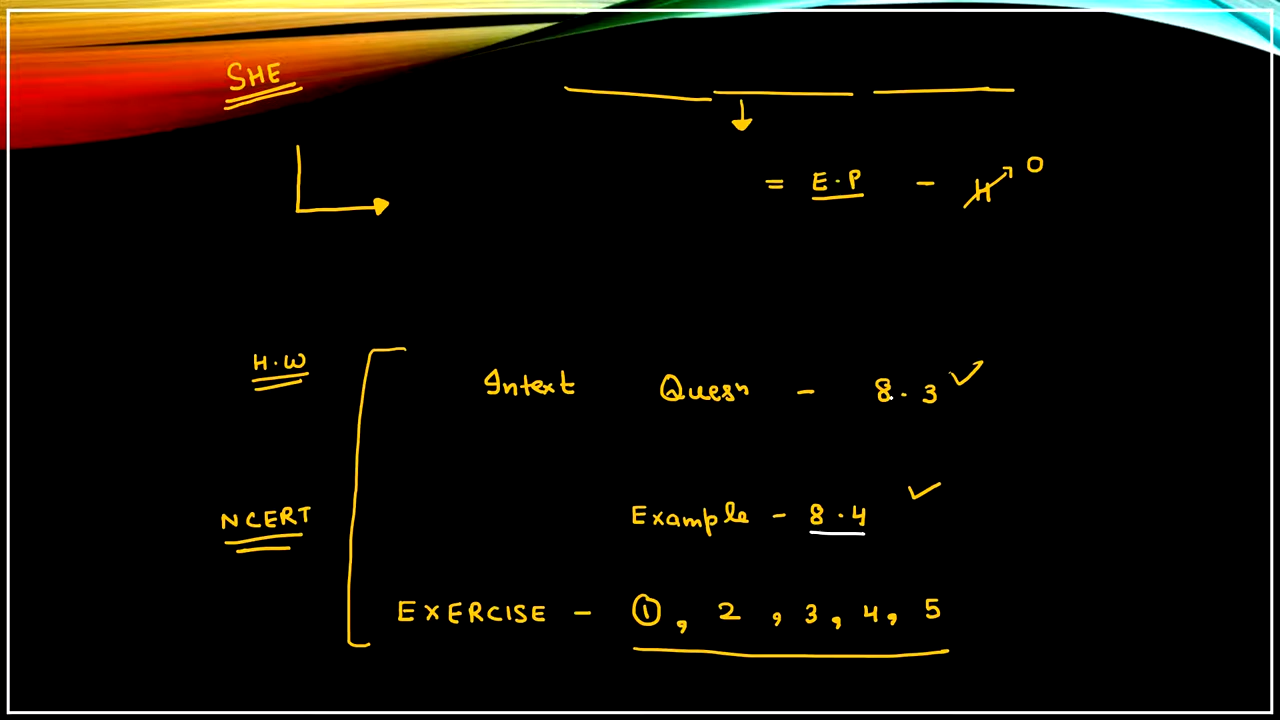 SHE
= E.P - H 0
H.W
Intext Quesn - 8.3
NCERT
Example - 8.4
EXERCISE - 1, 2, 3, 4, 5